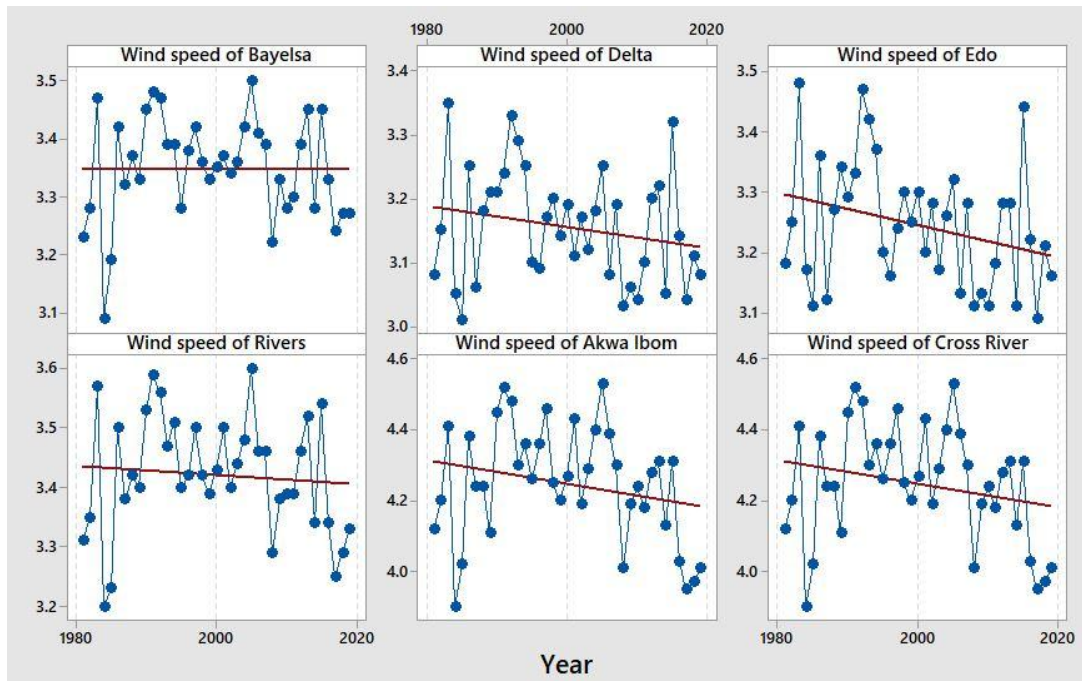 1980 2000 2020
Wind speed of Bayelsa
Wind speed of Delta
Wind speed of Edo
3.5
3.4
3.3
3.2
3.1
3.4
3.3
3.2
3.1
3.0
3.5
3.4
3.3
3.2
3.1
Wind speed of Rivers
Wind speed of Akwa Ibom
Wind speed of Cross River
3.6
3.5
3.4
3.3
3.2
4.6
4.4
4.2
4.0
4.6
4.4
4.2
4.0
1980 2000 2020
1980 2000 2020
Year